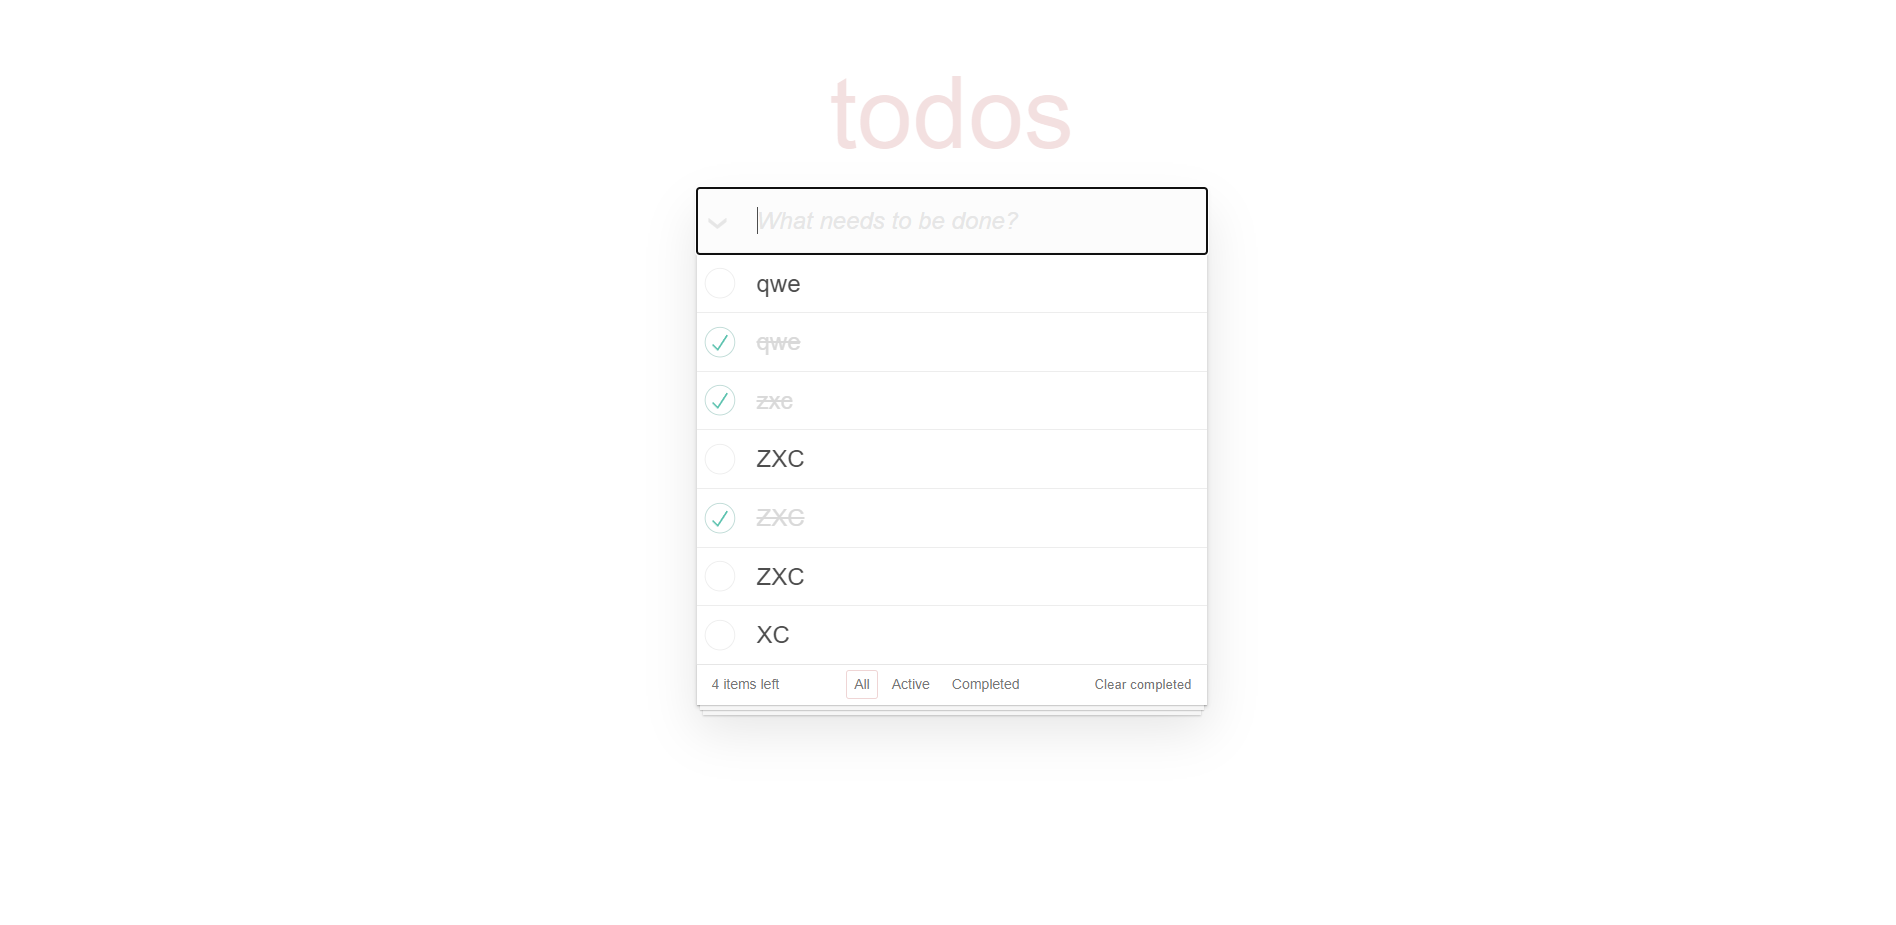 todos
What needs to be done?
qwe
qwe
zxc
ZXC
ZXC
ZXC
XC
4 items left All Active Completed Clear completed